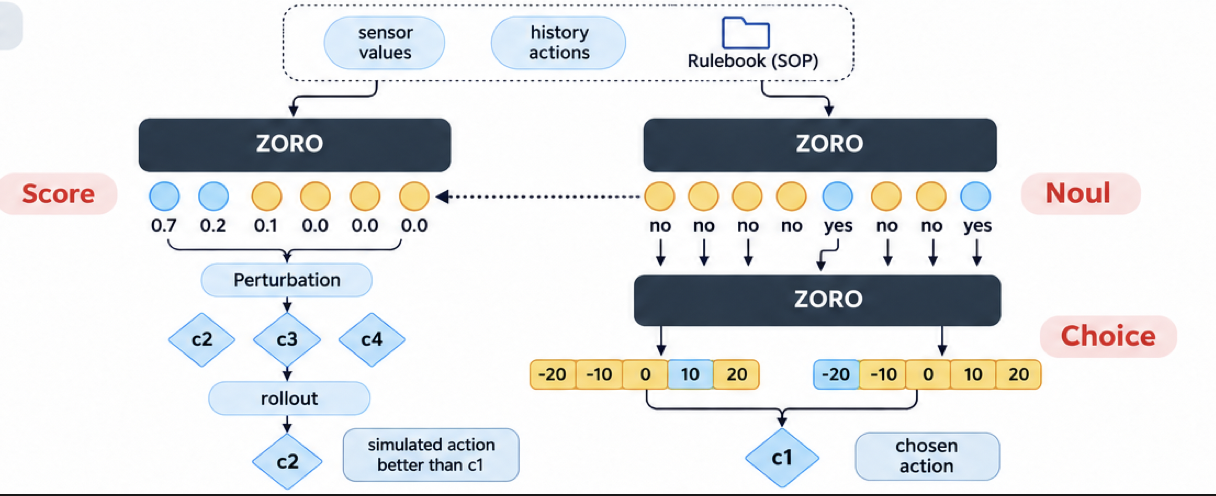 sensor
values
history
actions
Rulebook (SOP)
ZORO
ZORO
Score
0.7 0.2 0.1 0.0 0.0 0.0
no no no no yes no no yes
Noul
Perturbation
ZORO
c2 c3 c4
Choice
-20 -10 0 10 20
-20 -10 0 10 20
rollout
c2
simulated action
better than c1
c1
chosen
action